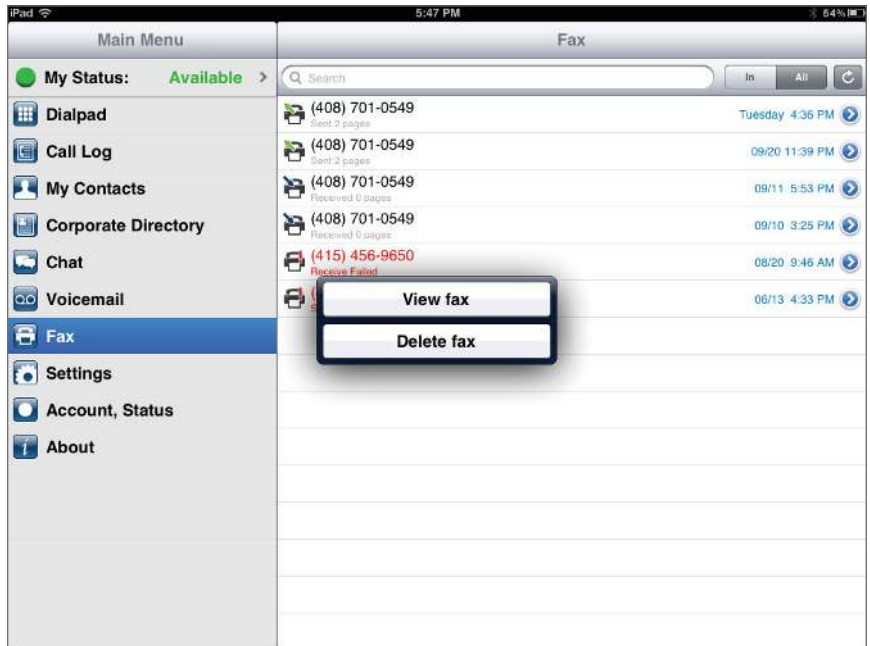 iPad 5:47 PM 64%
Main Menu Fax
My Status: Available >
Search In All
Dialpad
Call Log
My Contacts
Corporate Directory
Chat
Voicemail
Fax
Settings
Account, Status
About
(408) 701-0549 Tuesday 4:36 PM
Sent 2 pages
(408) 701-0549 09/20 11:39 PM
Sent 2 pages
(408) 701-0549 09/11 5:53 PM
Received 0 pages
(408) 701-0549 09/10 3:25 PM
Received 0 pages
(415) 456-9650 08/20 9:46 AM
Receive Failed
( 06/13 4:33 PM
S
View fax
Delete fax